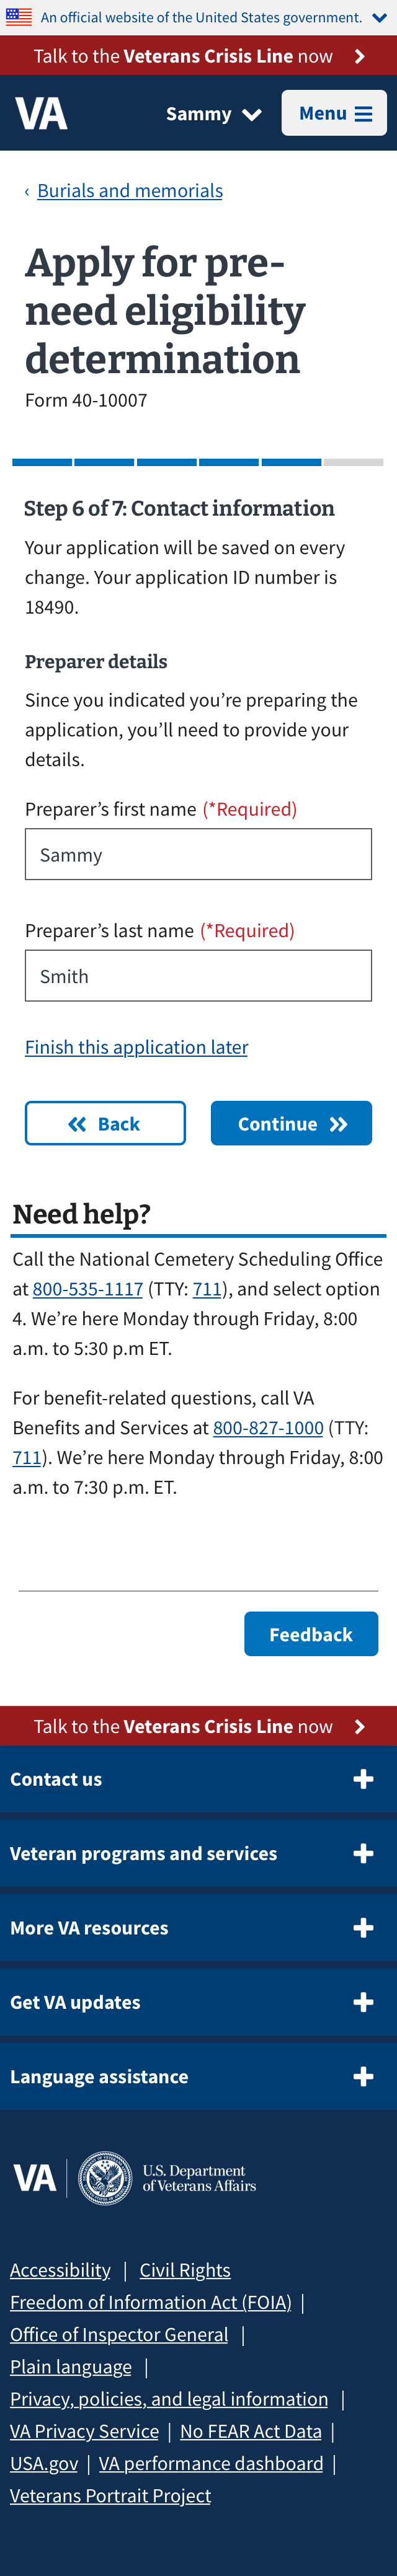 An official website of the United States government.
Talk to the Veterans Crisis Line now
VA
Sammy
Menu
‹ Burials and memorials
Apply for pre-
need eligibility
determination
Form 40-10007
Step 6 of 7: Contact information
Your application will be saved on every
change. Your application ID number is
18490.
Preparer details
Since you indicated you’re preparing the
application, you’ll need to provide your
details.
Preparer’s first name (*Required)
Sammy
Preparer’s last name (*Required)
Smith
Finish this application later
Back
Continue
Need help?
Call the National Cemetery Scheduling Office
at 800-535-1117 (TTY: 711), and select option
4. We’re here Monday through Friday, 8:00
a.m. to 5:30 p.m ET.
For benefit-related questions, call VA
Benefits and Services at 800-827-1000 (TTY:
711). We’re here Monday through Friday, 8:00
a.m. to 7:30 p.m. ET.
Feedback
Talk to the Veterans Crisis Line now
Contact us
Veteran programs and services
More VA resources
Get VA updates
Language assistance
VA
U.S. Department
of Veterans Affairs
Accessibility | Civil Rights
Freedom of Information Act (FOIA) |
Office of Inspector General |
Plain language |
Privacy, policies, and legal information |
VA Privacy Service | No FEAR Act Data |
USA.gov | VA performance dashboard |
Veterans Portrait Project